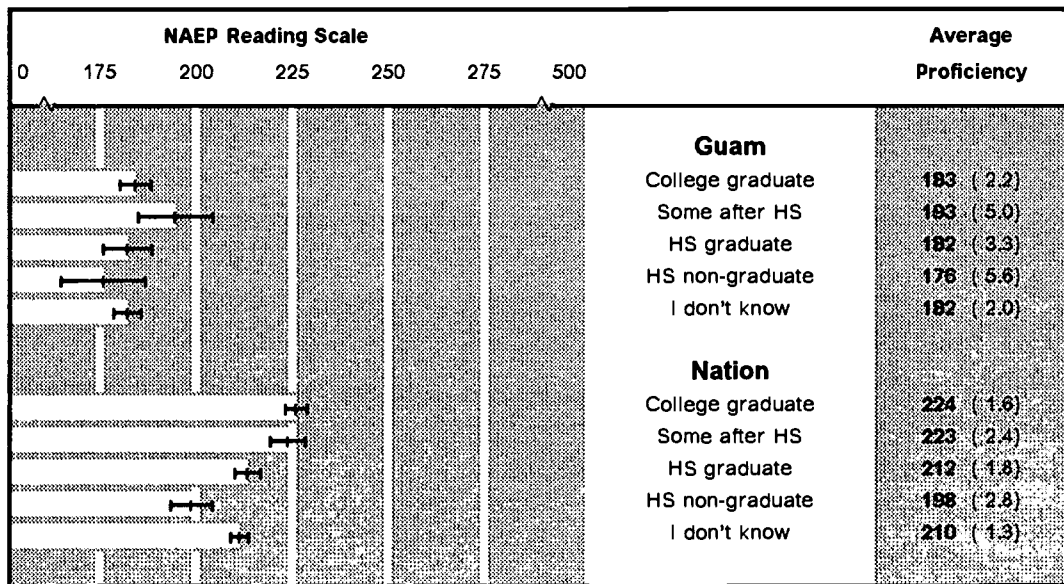 NAEP Reading Scale
Average
0 175 200 225 250 275 500
Proficiency
Guam
College graduate 183 ( 2.2)
Some after HS 193 ( 5.0)
HS graduate 182 ( 3.3)
HS non-graduate 176 ( 5.6)
I don't know 182 ( 2.0)
Nation
College graduate 224 ( 1.6)
Some after HS 223 ( 2.4)
HS graduate 212 ( 1.8)
HS non-graduate 198 ( 2.8)
I don't know 210 ( 1.3)